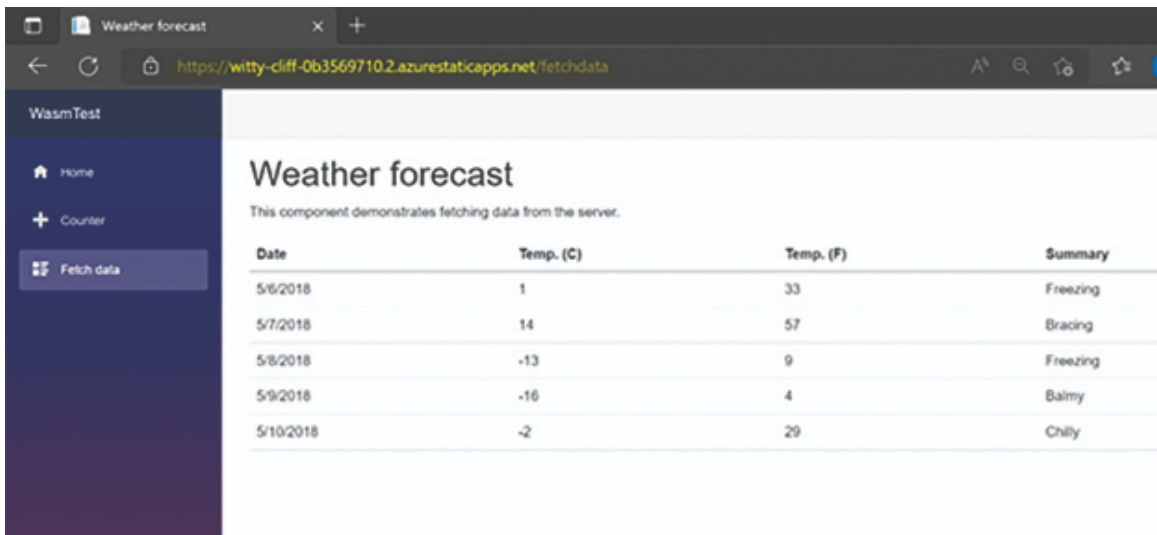 Weather forecast
https://witty-cliff-0b3569710.2.azurestaticapps.net/fetchdata
WasmTest
Home
Counter
Fetch data
Weather forecast
This component demonstrates fetching data from the server.
Date Temp. (C) Temp. (F) Summary
5/6/2018 1 33 Freezing
5/7/2018 14 57 Bracing
5/8/2018 -13 9 Freezing
5/9/2018 -16 4 Balmy
5/10/2018 -2 29 Chilly